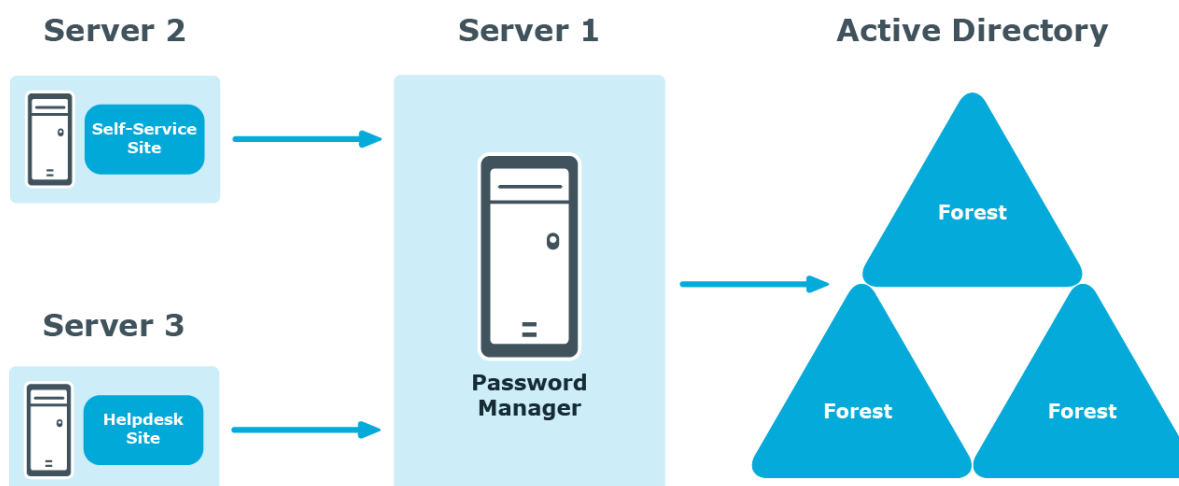 Server 2
Server 1
Active Directory
Self-Service
Site
Forest
Server 3
Password
Manager
Helpdesk
Site
Forest
Forest